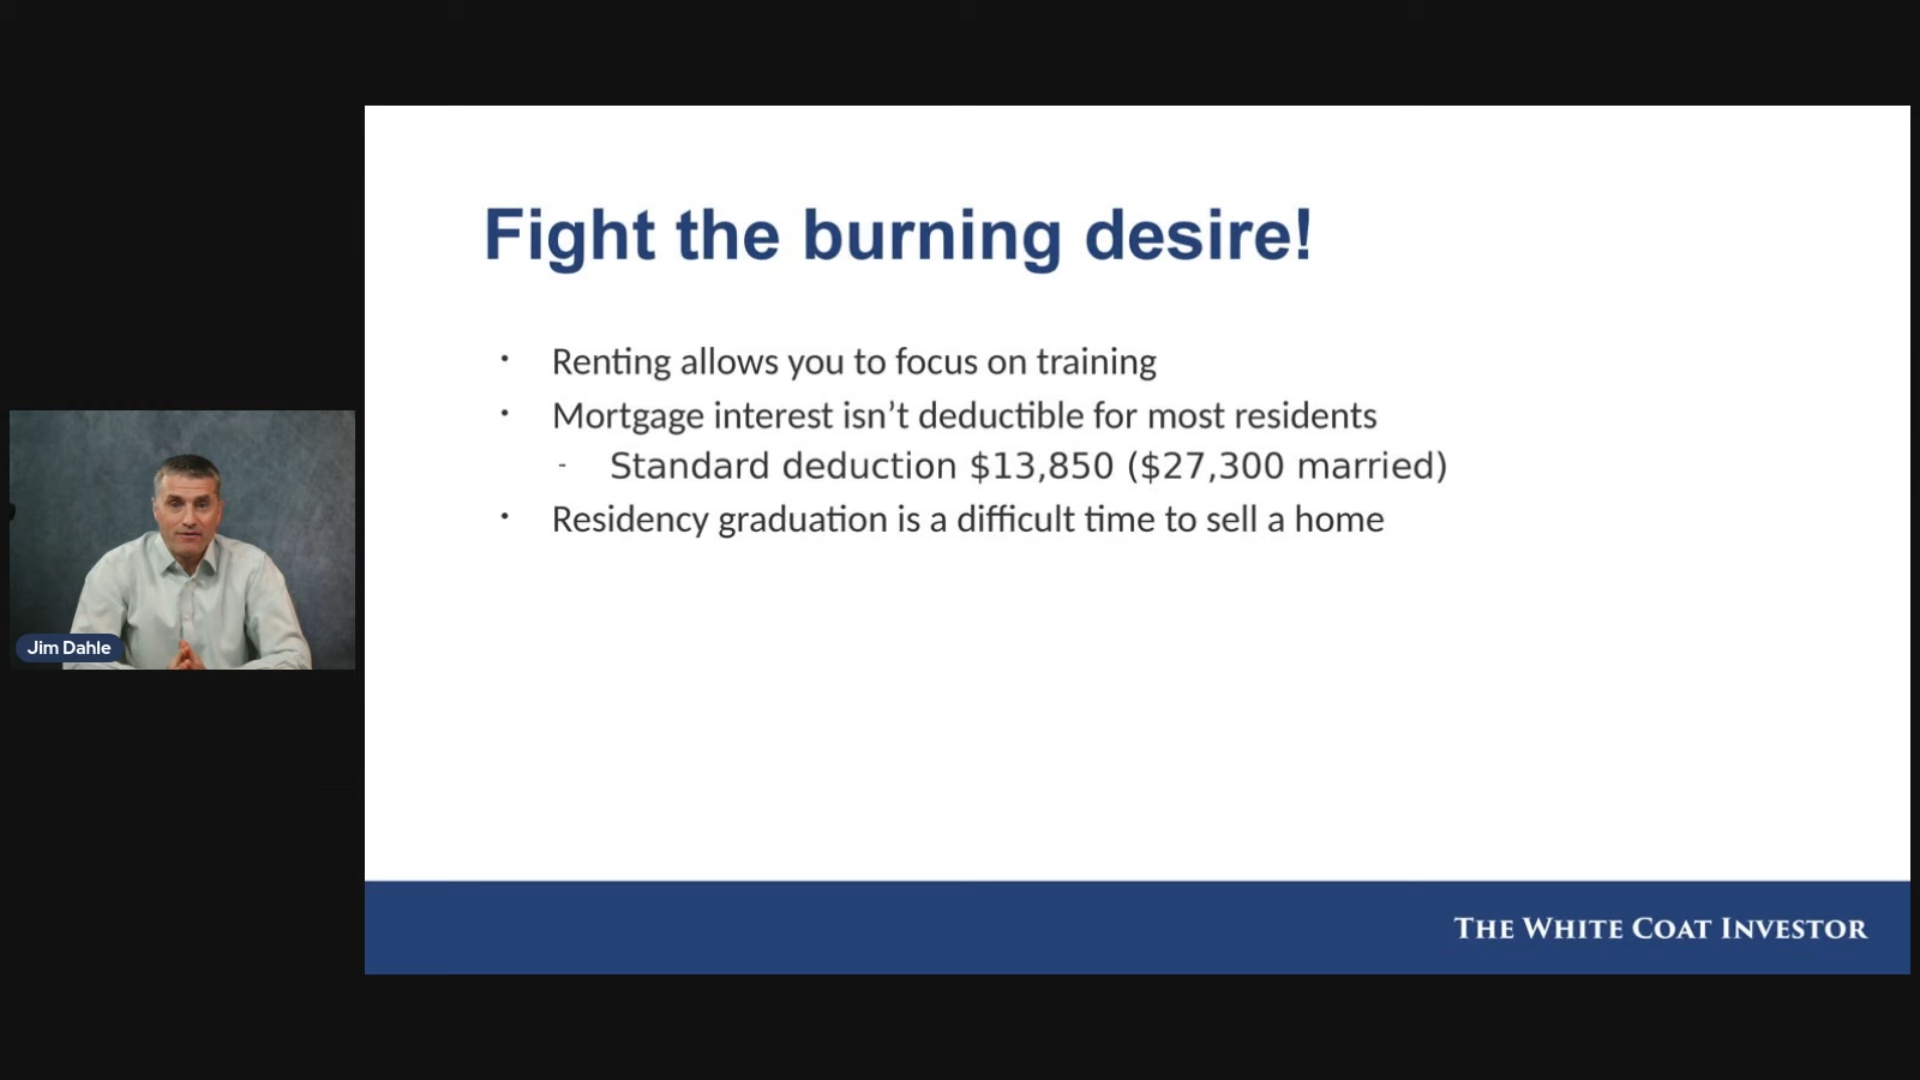 Fight the burning desire!
• Renting allows you to focus on training
• Mortgage interest isn’t deductible for most residents
- Standard deduction $13,850 ($27,300 married)
• Residency graduation is a difficult time to sell a home
Jim Dahle
THE WHITE COAT INVESTOR